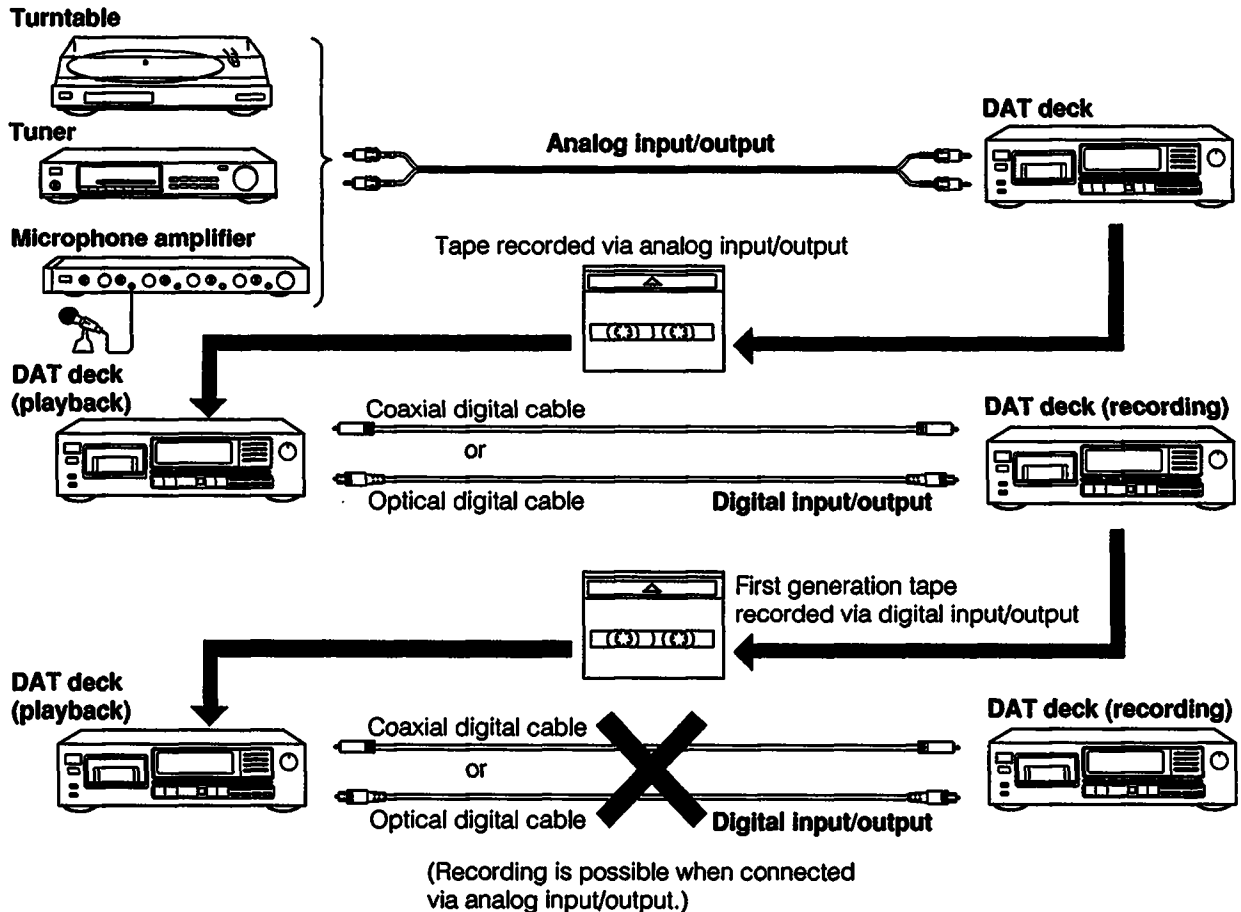 Turntable
Tuner
Microphone amplifier
Analog input/output
DAT deck
Tape recorded via analog input/output
DAT deck
(playback)
Coaxial digital cable
or
Optical digital cable
Digital input/output
DAT deck (recording)
First generation tape
recorded via digital input/output
DAT deck
(playback)
Coaxial digital cable
or
Optical digital cable
Digital input/output
DAT deck (recording)
(Recording is possible when connected
via analog input/output.)